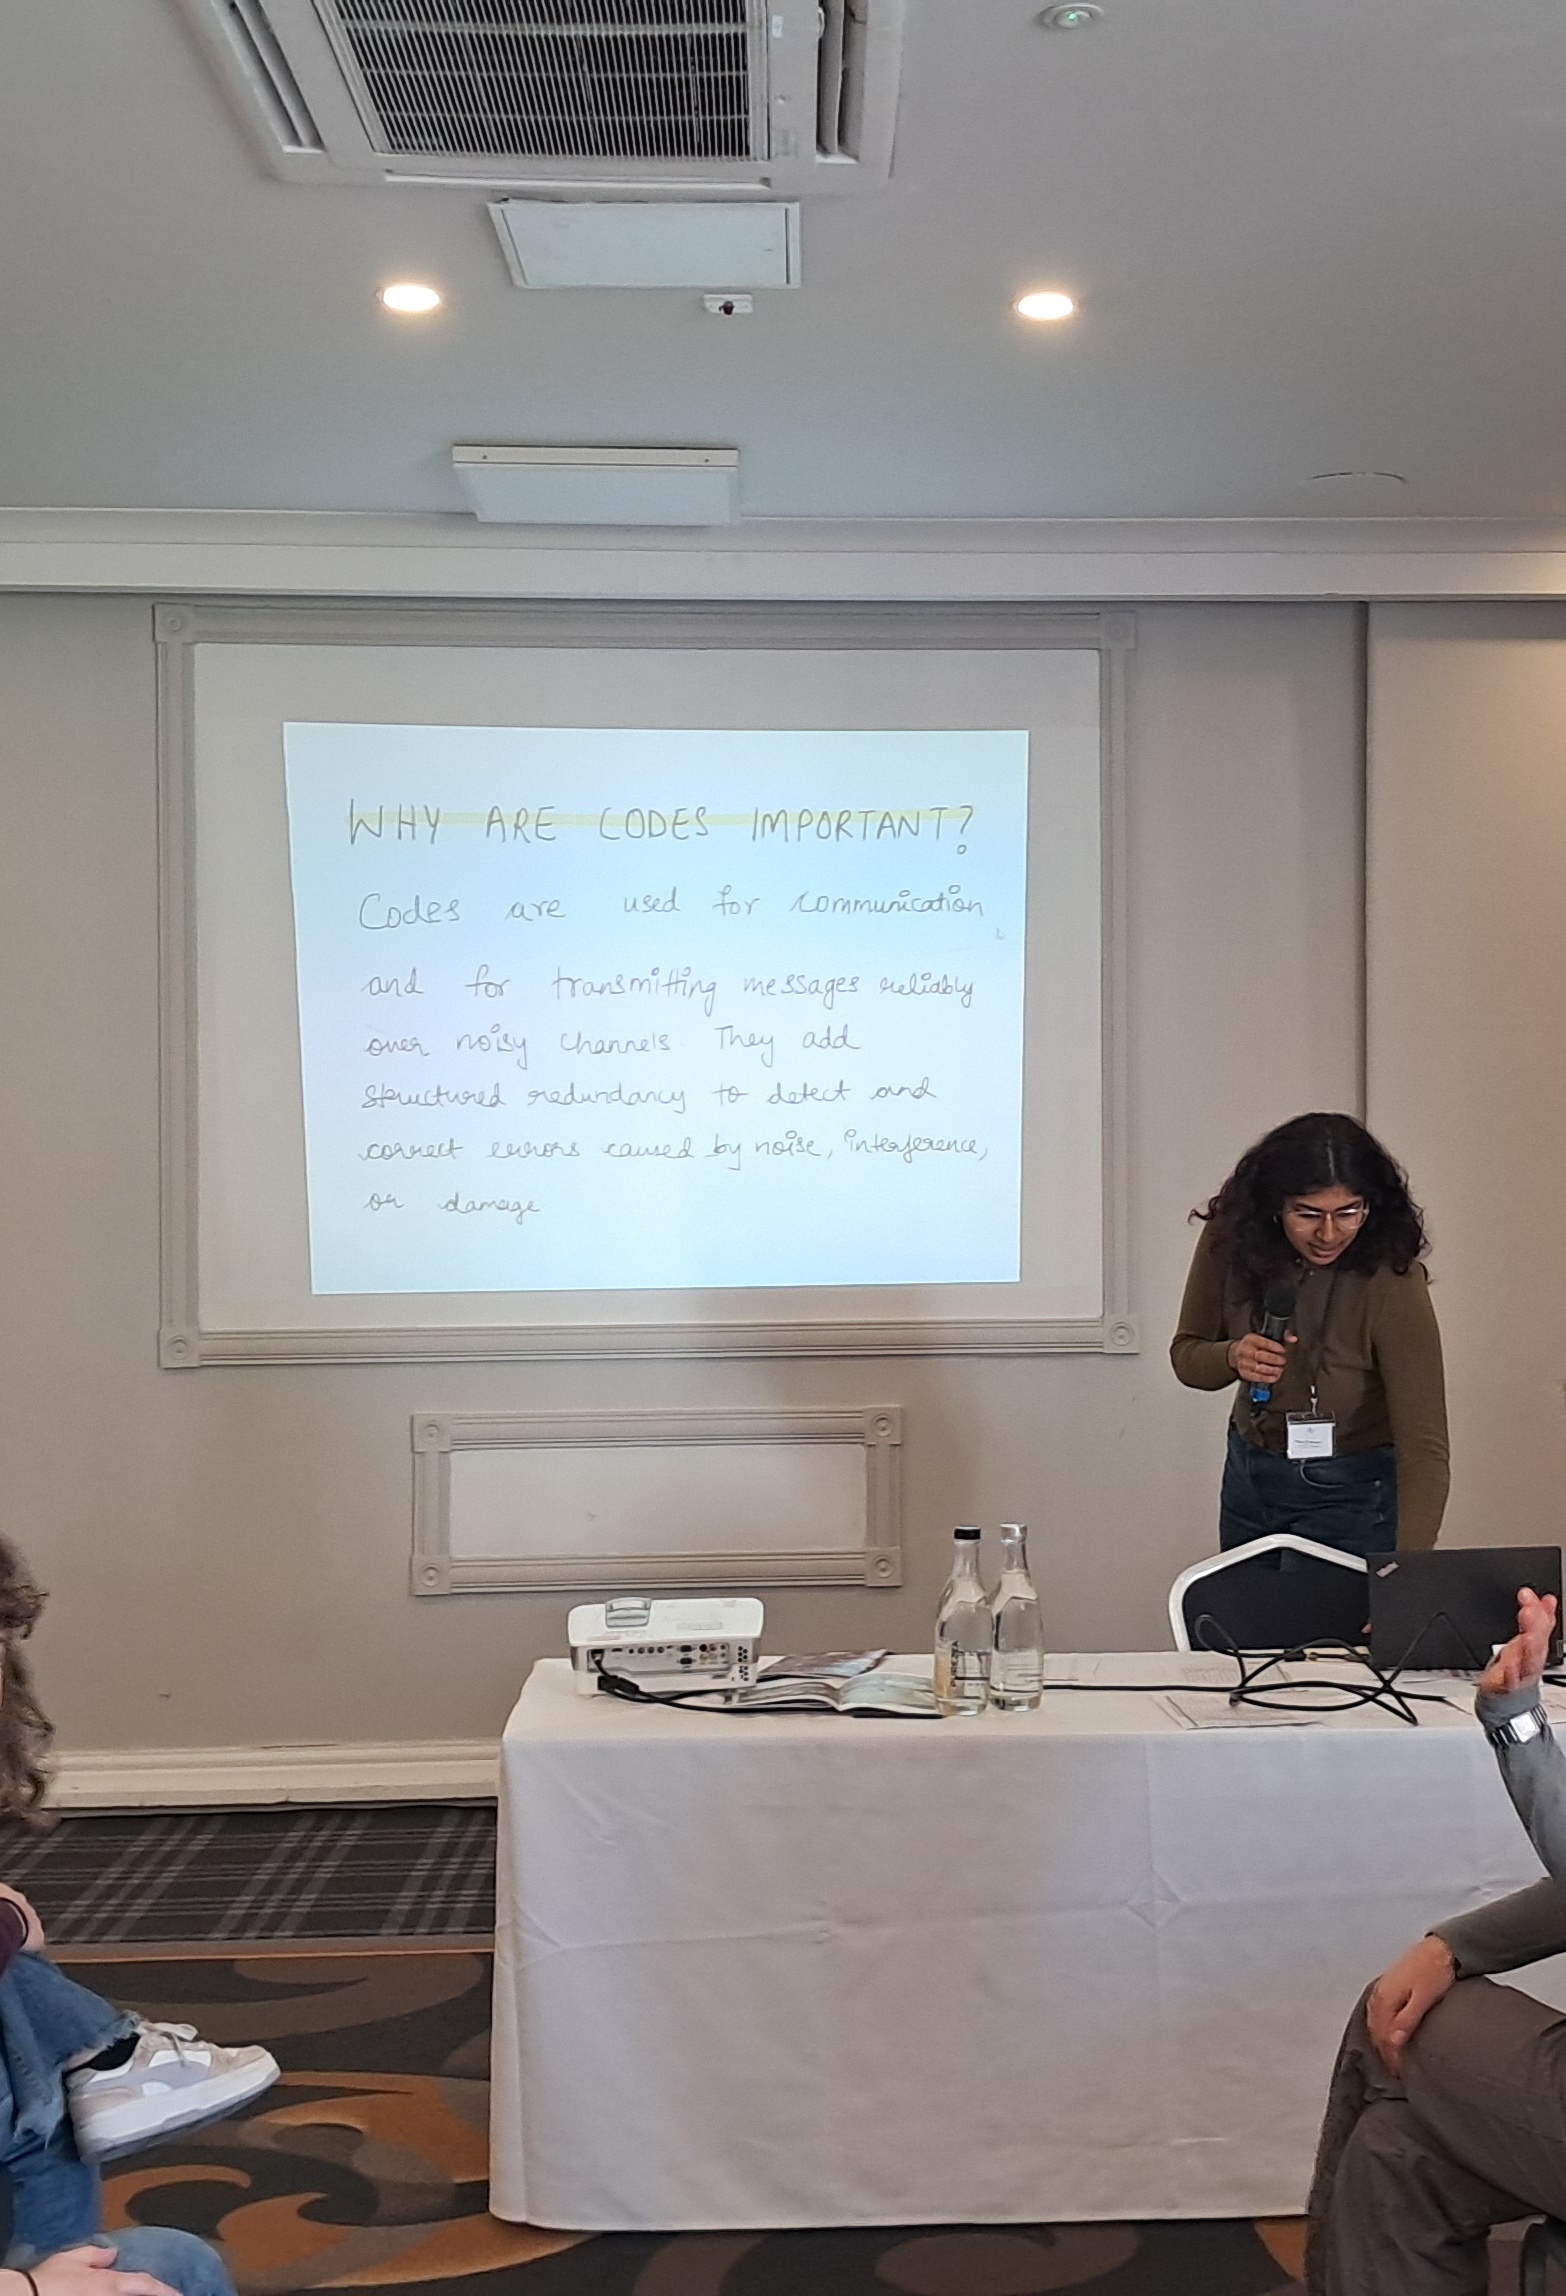 WHY ARE CODES IMPORTANT?
Codes are used for communication
and for transmitting messages reliably
over noisy channels. They add
structured redundancy to detect and
correct errors caused by noise, interference,
or damage